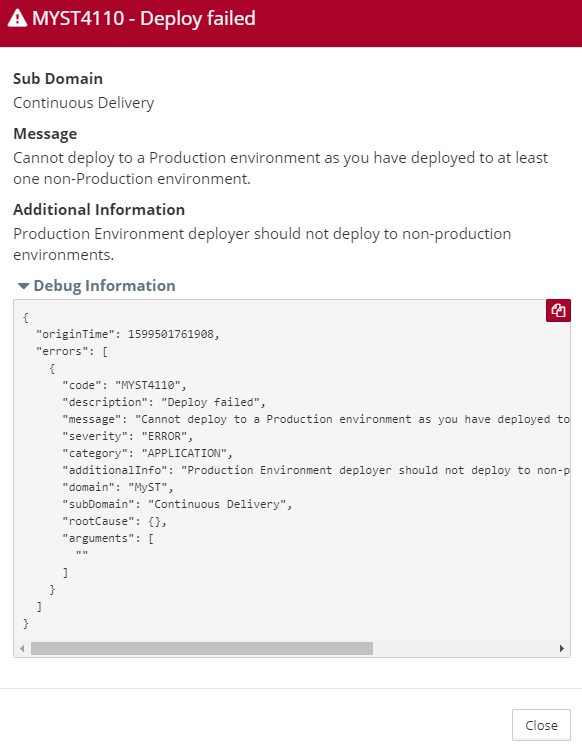 MYST4110 - Deploy failed
Sub Domain
Continuous Delivery
Message
Cannot deploy to a Production environment as you have deployed to at least
one non-Production environment.
Additional Information
Production Environment deployer should not deploy to non-production
environments.
Debug Information
{
  "originTime": 1599501761908,
  "errors": [
    {
      "code": "MYST4110",
      "description": "Deploy failed",
      "message": "Cannot deploy to a Production environment as you have deployed to
      "severity": "ERROR",
      "category": "APPLICATION",
      "additionalInfo": "Production Environment deployer should not deploy to non-p
      "domain": "MyST",
      "subDomain": "Continuous Delivery",
      "rootCause": {},
      "arguments": [
        ""
      ]
    }
  ]
}
Close